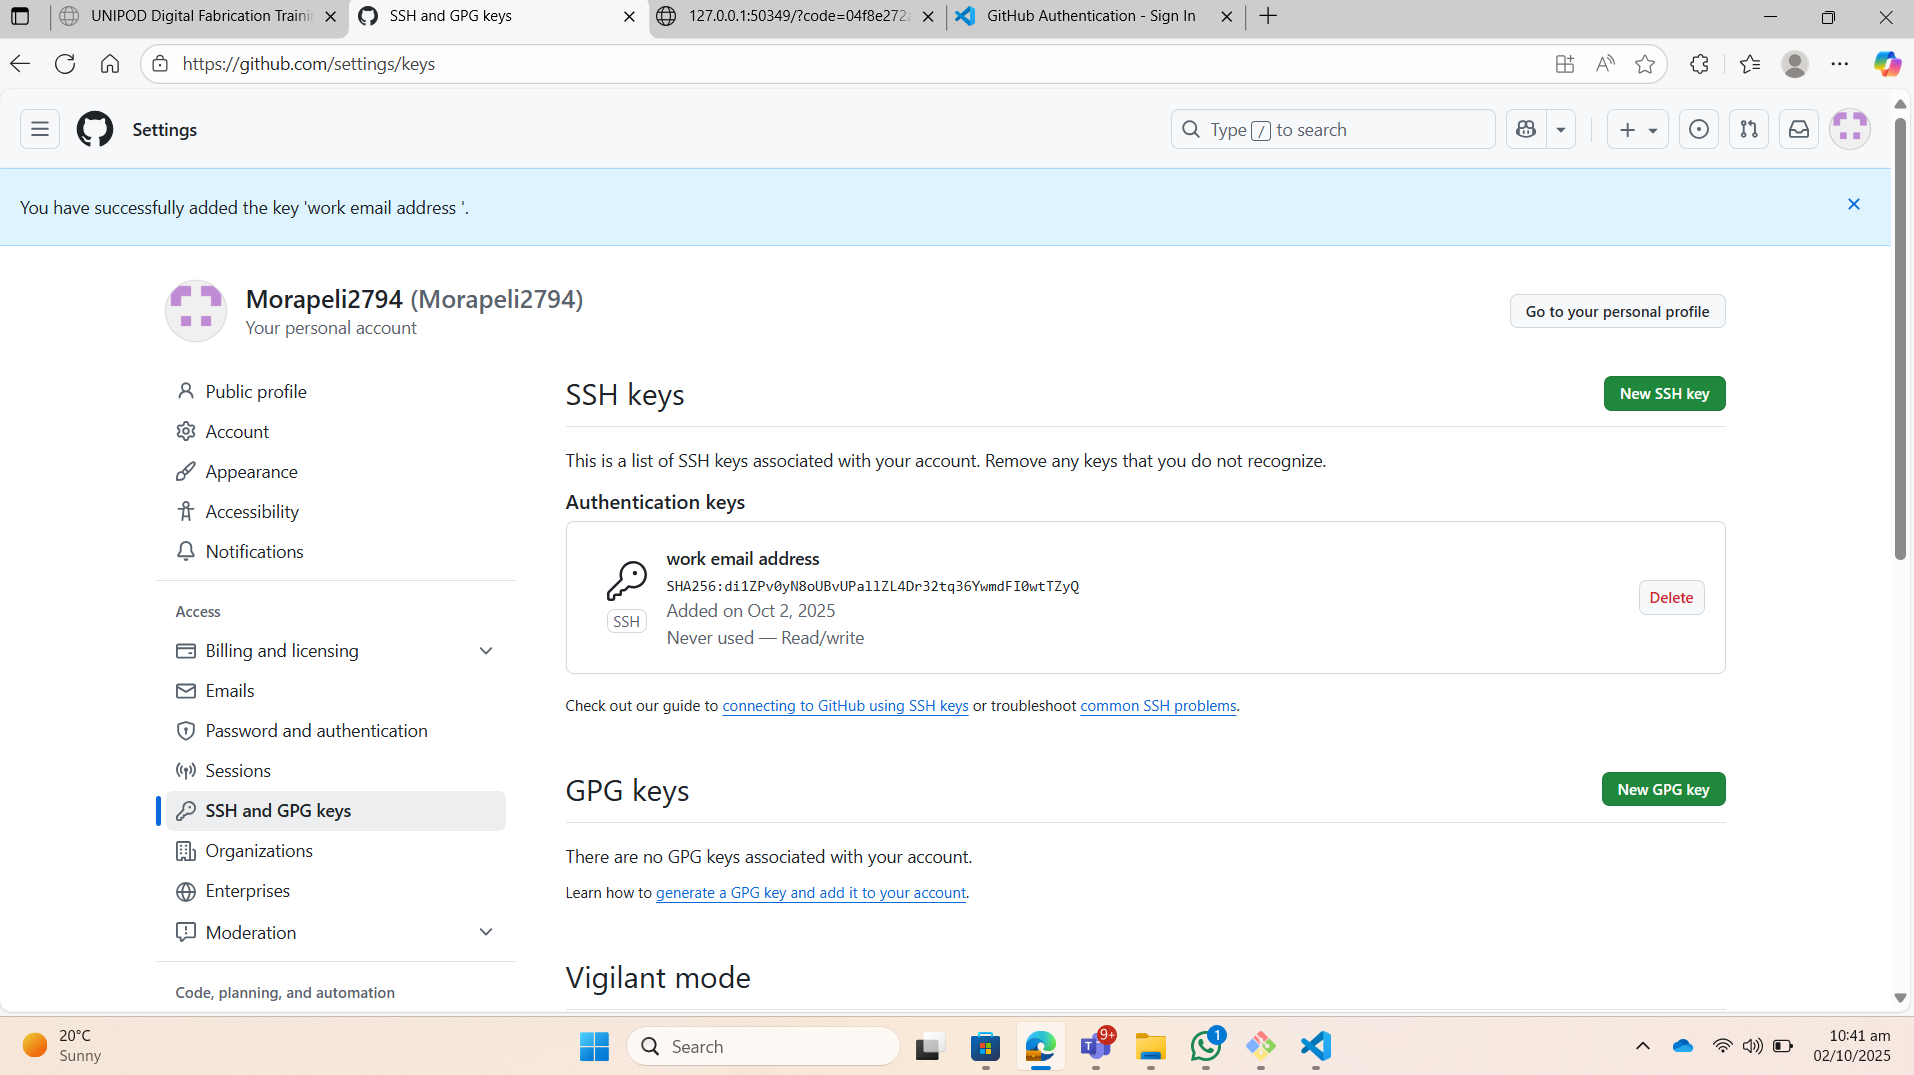 UNIPOD Digital Fabrication Trainin
SSH and GPG keys
127.0.0.1:50349/?code=04f8e272a
GitHub Authentication - Sign In
https://github.com/settings/keys
Settings
Type / to search
You have successfully added the key 'work email address '.
Morapeli2794 (Morapeli2794)
Your personal account
Go to your personal profile
Public profile
Account
Appearance
Accessibility
Notifications
Access
Billing and licensing
Emails
Password and authentication
Sessions
SSH and GPG keys
Organizations
Enterprises
Moderation
Code, planning, and automation
SSH keys
New SSH key
This is a list of SSH keys associated with your account. Remove any keys that you do not recognize.
Authentication keys
work email address
SHA256:di1ZPv0yN8oUBvUPallZL4Dr32tq36YwmdFI0wtTZyQ
SSH
Added on Oct 2, 2025
Never used — Read/write
Delete
Check out our guide to connecting to GitHub using SSH keys or troubleshoot common SSH problems.
GPG keys
New GPG key
There are no GPG keys associated with your account.
Learn how to generate a GPG key and add it to your account.
Vigilant mode
20°C
Sunny
Search
9+
1
10:41 am
02/10/2025